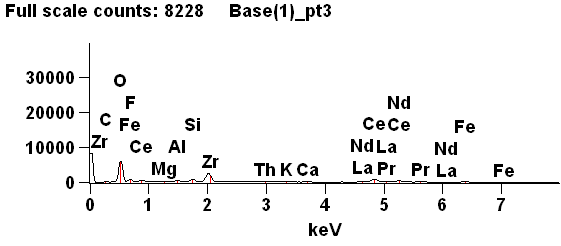 Full scale counts: 8228 Base(1)_pt3
30000
20000
10000
0
O
F
C Fe
Zr Ce
Mg Al Si
Zr
Th K Ca
Nd
Ce Ce
Nd La
La Pr
Fe
Nd
Pr La
Fe
0 1 2 3 4 5 6 7
keV